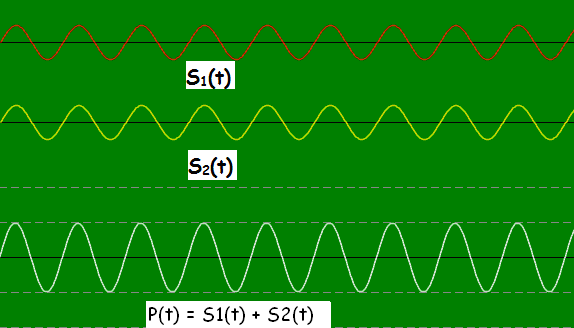 S₁(t)
S₂(t)
P(t) = S1(t) + S2(t)